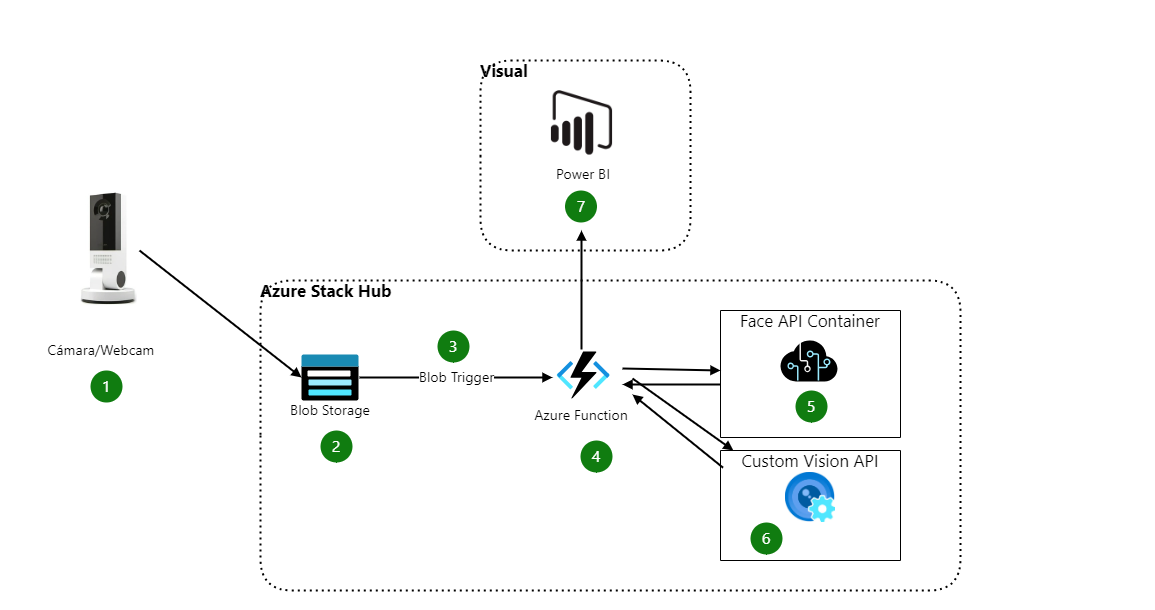 Visual
Power BI
7
Cámara/Webcam
1
Azure Stack Hub
Blob Storage
2
3
Blob Trigger
Azure Function
4
Face API Container
5
Custom Vision API
6